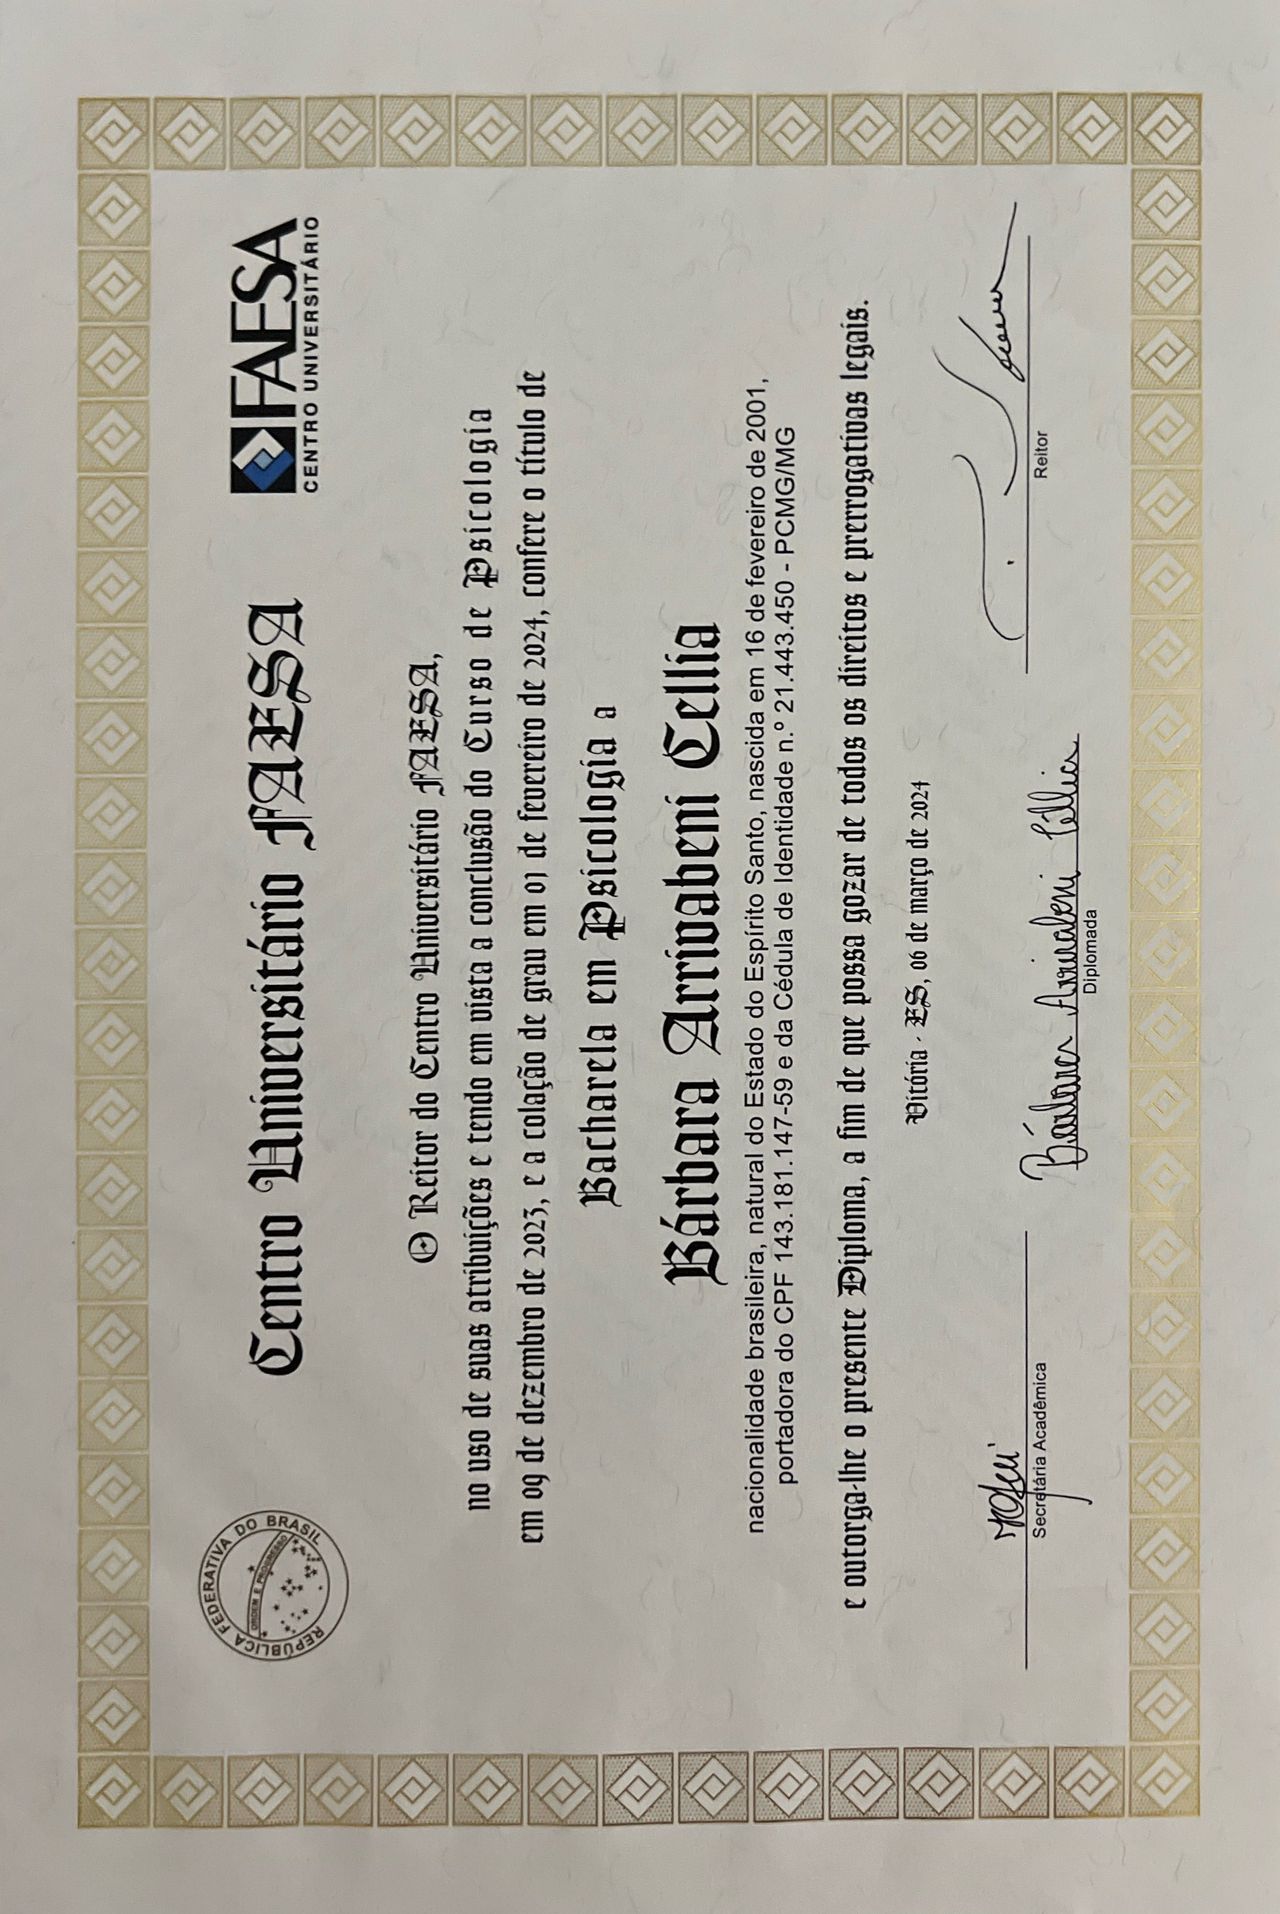 REPÚBLICA FEDERATIVA DO BRASIL
ORDEM E PROGRESSO
Centro Universitário FAESA
FAESA
CENTRO UNIVERSITÁRIO
O Reitor do Centro Universitário FAESA,
no uso de suas atribuições e tendo em vista a conclusão do Curso de Psicologia
em 09 de dezembro de 2023, e a colação de grau em 01 de fevereiro de 2024, confere o título de
Bacharela em Psicologia a
Bárbara Arrivabeni Cellia
nacionalidade brasileira, natural do Estado do Espírito Santo, nascida em 16 de fevereiro de 2001,
portadora do CPF 143.181.147-59 e da Cédula de Identidade n.º 21.443.450 - PCMG/MG
e outorga-lhe o presente Diploma, a fim de que possa gozar de todos os direitos e prerrogativas legais.
Vitória - ES, 06 de março de 2024
Secretária Acadêmica
Bárbara Arrivabeni Cellia
Diplomada
Reitor